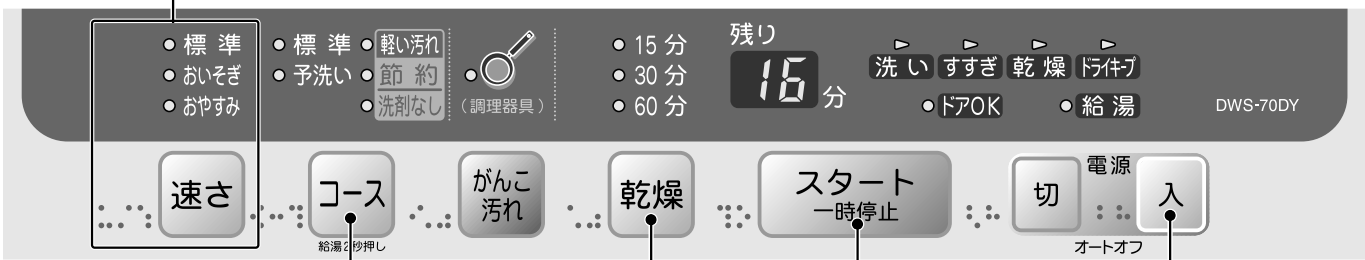 標準
おいそぎ
おやすみ
標準
予洗い
軽い汚れ
節約
洗剤なし
(調理器具)
15分
30分
60分
残り
16分
洗い すすぎ 乾燥 ドライキープ
ドアOK 給湯
DWS-70DY
速さ
コース
給湯2秒押し
がんこ
汚れ
乾燥
スタート
一時停止
電源
切 入
オートオフ